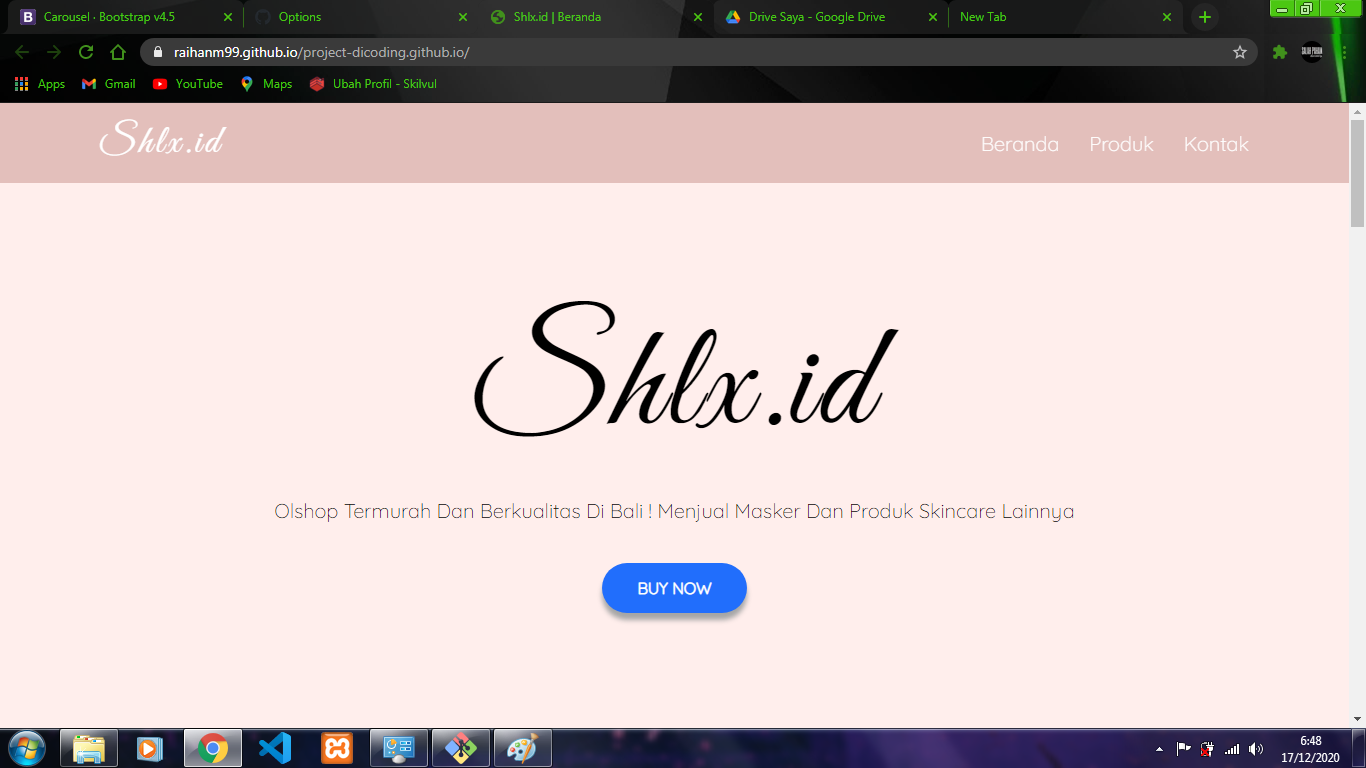 Carousel · Bootstrap v4.5
Options
Shlx.id | Beranda
Drive Saya - Google Drive
New Tab
raihanm99.github.io/project-dicoding.github.io/
Apps
Gmail
YouTube
Maps
Ubah Profil - Skilvul
Shlx.id
Beranda
Produk
Kontak
Shlx.id
Olshop Termurah Dan Berkualitas Di Bali ! Menjual Masker Dan Produk Skincare Lainnya
BUY NOW
6:48
17/12/2020